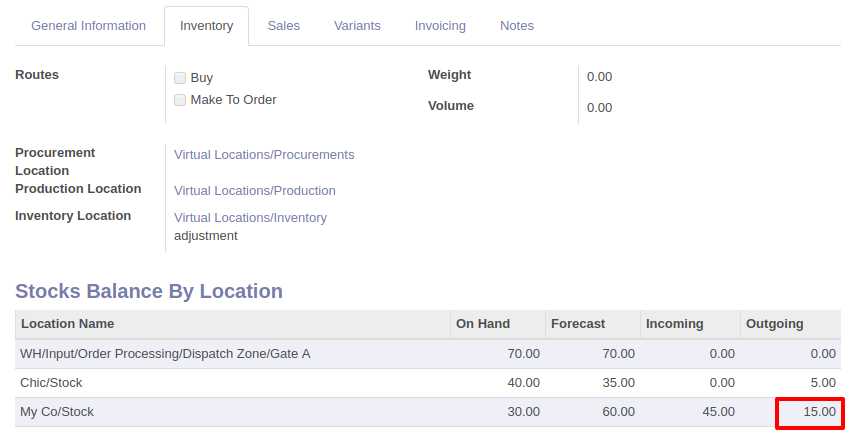 General Information Inventory Sales Variants Invoicing Notes
Routes Buy Weight 0.00
Make To Order
Volume 0.00
Procurement Virtual Locations/Procurements
Location
Production Location Virtual Locations/Production
Inventory Location Virtual Locations/Inventory
adjustment
Stocks Balance By Location
Location Name On Hand Forecast Incoming Outgoing
WH/Input/Order Processing/Dispatch Zone/Gate A 70.00 70.00 0.00 0.00
Chic/Stock 40.00 35.00 0.00 5.00
My Co/Stock 30.00 60.00 45.00 15.00